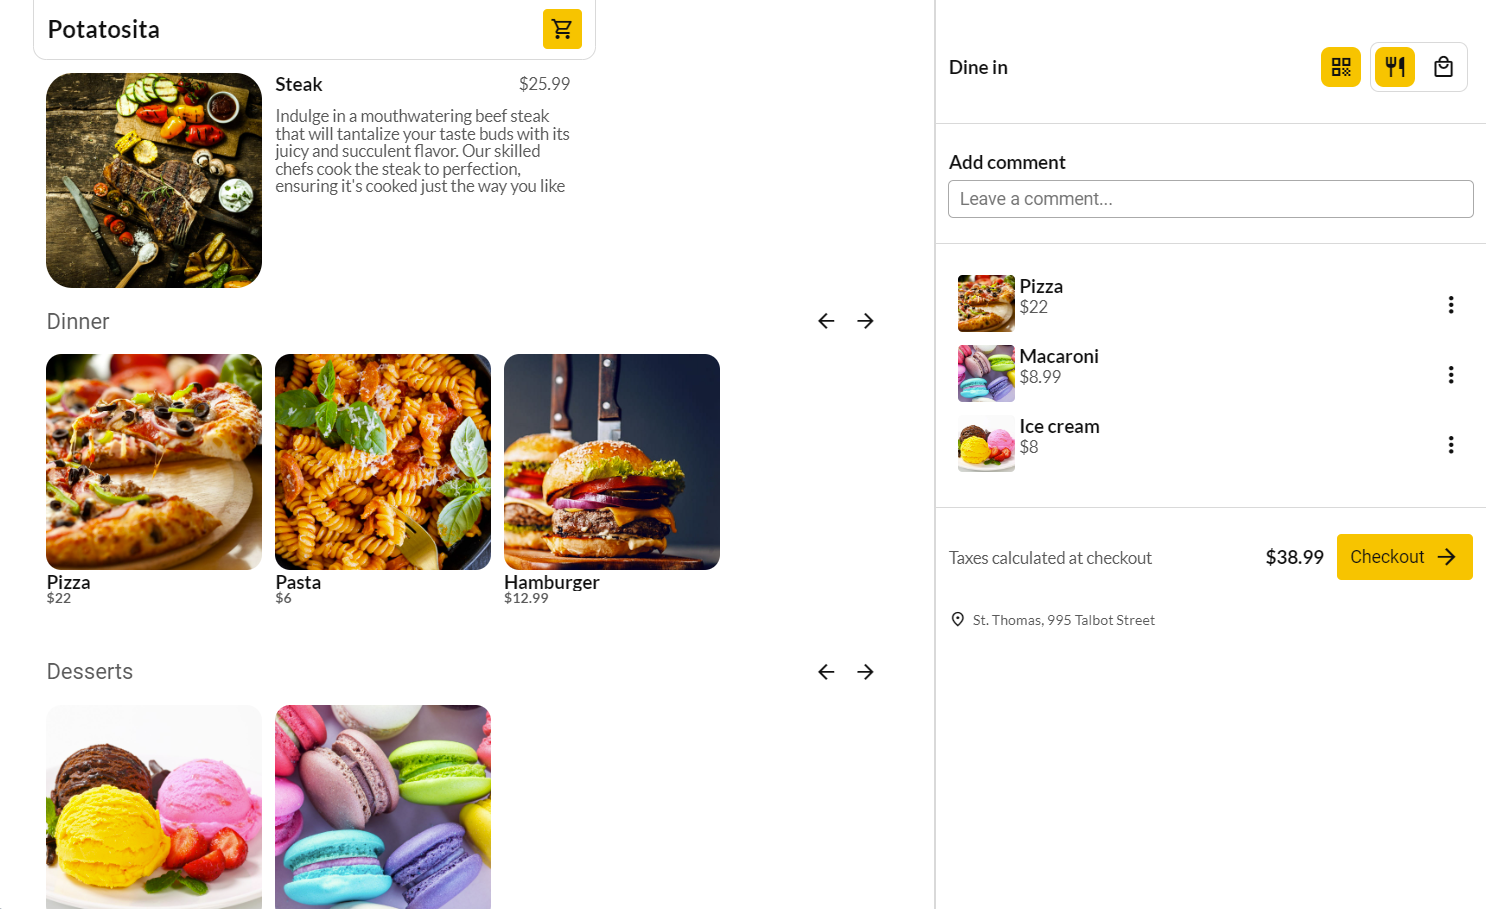 Potatosita
Steak
$25.99
Indulge in a mouthwatering beef steak
that will tantalize your taste buds with its
juicy and succulent flavor. Our skilled
chefs cook the steak to perfection,
ensuring it's cooked just the way you like
Dinner
Pizza
$22
Pasta
$6
Hamburger
$12.99
Desserts
Dine in
Add comment
Leave a comment...
Pizza
$22
Macaroni
$8.99
Ice cream
$8
Taxes calculated at checkout
$38.99
Checkout
St. Thomas, 995 Talbot Street